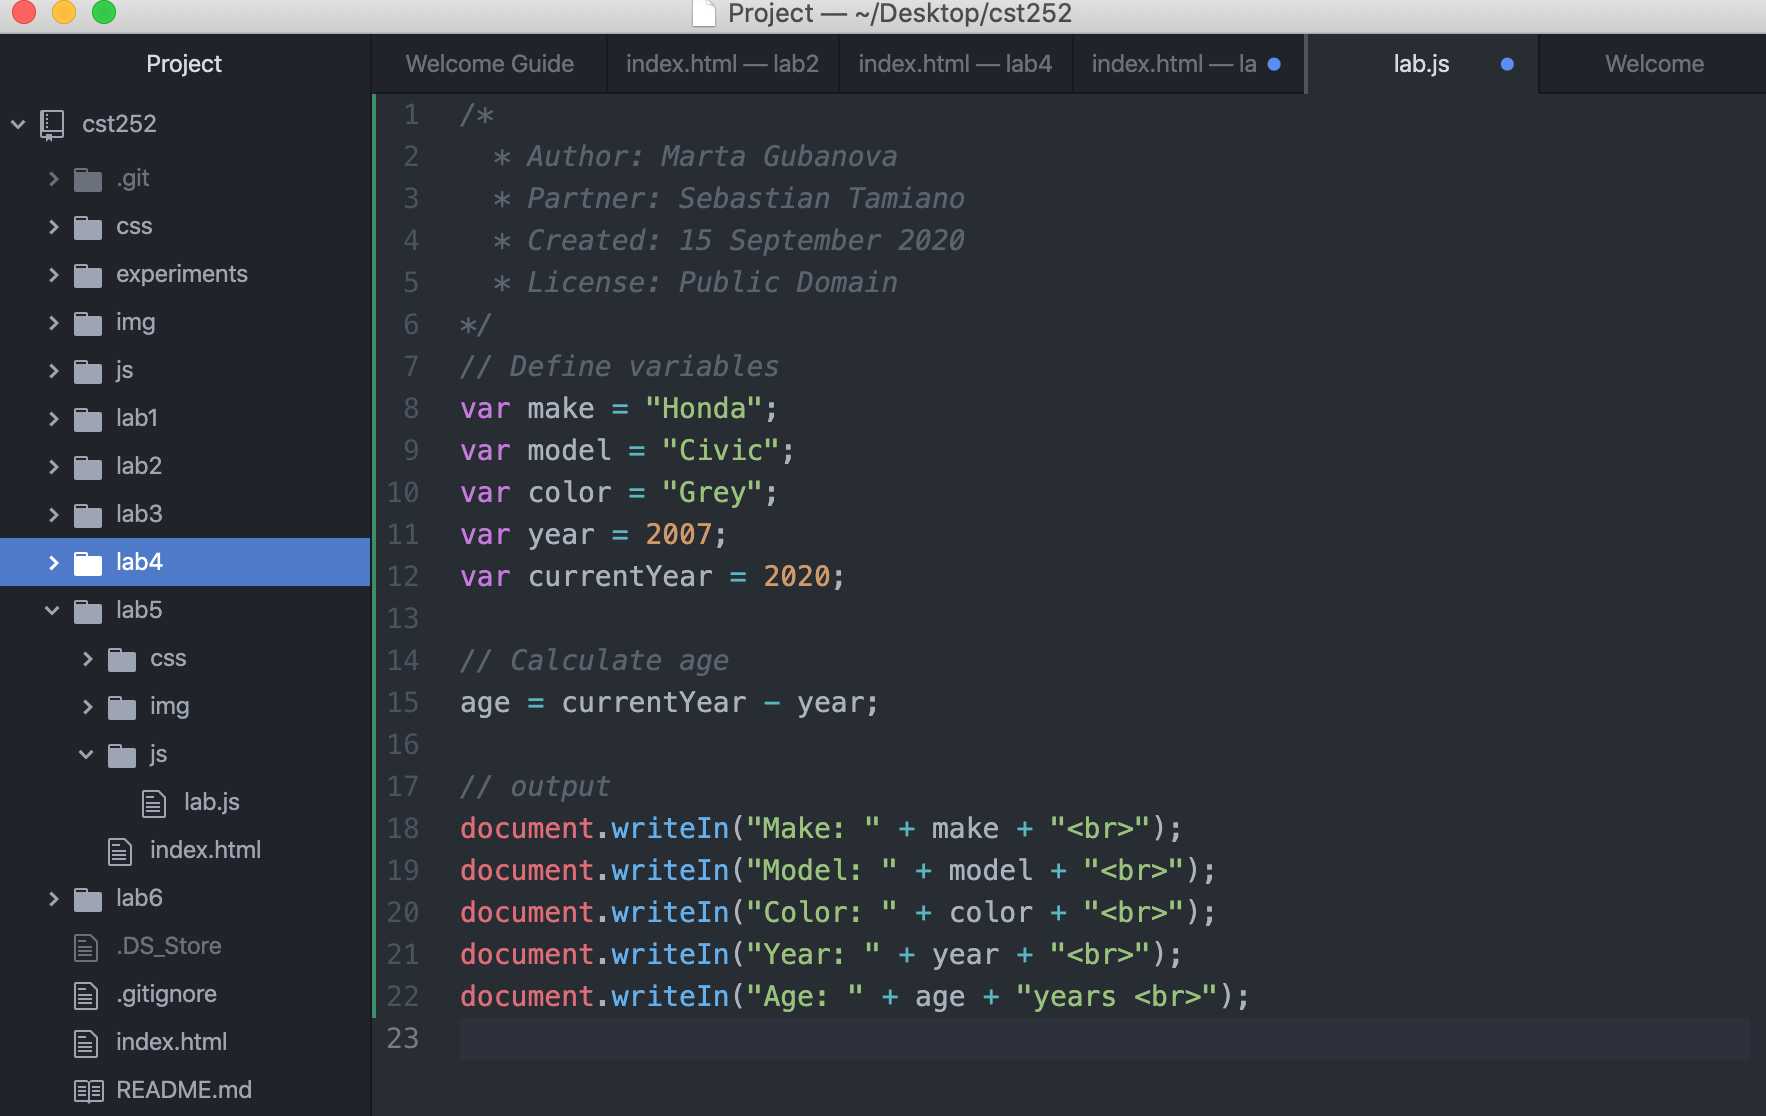 Project — ~/Desktop/cst252
Project
Welcome Guide
index.html — lab2
index.html — lab4
index.html — la
lab.js
Welcome
cst252
.git
css
experiments
img
js
lab1
lab2
lab3
lab4
lab5
css
img
js
lab.js
index.html
lab6
.DS_Store
.gitignore
index.html
README.md
1 /*
2 * Author: Marta Gubanova
3 * Partner: Sebastian Tamiano
4 * Created: 15 September 2020
5 * License: Public Domain
6 */
7 // Define variables
8 var make = "Honda";
9 var model = "Civic";
10 var color = "Grey";
11 var year = 2007;
12 var currentYear = 2020;
13
14 // Calculate age
15 age = currentYear - year;
16
17 // output
18 document.writeIn("Make: " + make + "<br>");
19 document.writeIn("Model: " + model + "<br>");
20 document.writeIn("Color: " + color + "<br>");
21 document.writeIn("Year: " + year + "<br>");
22 document.writeIn("Age: " + age + "years <br>");
23